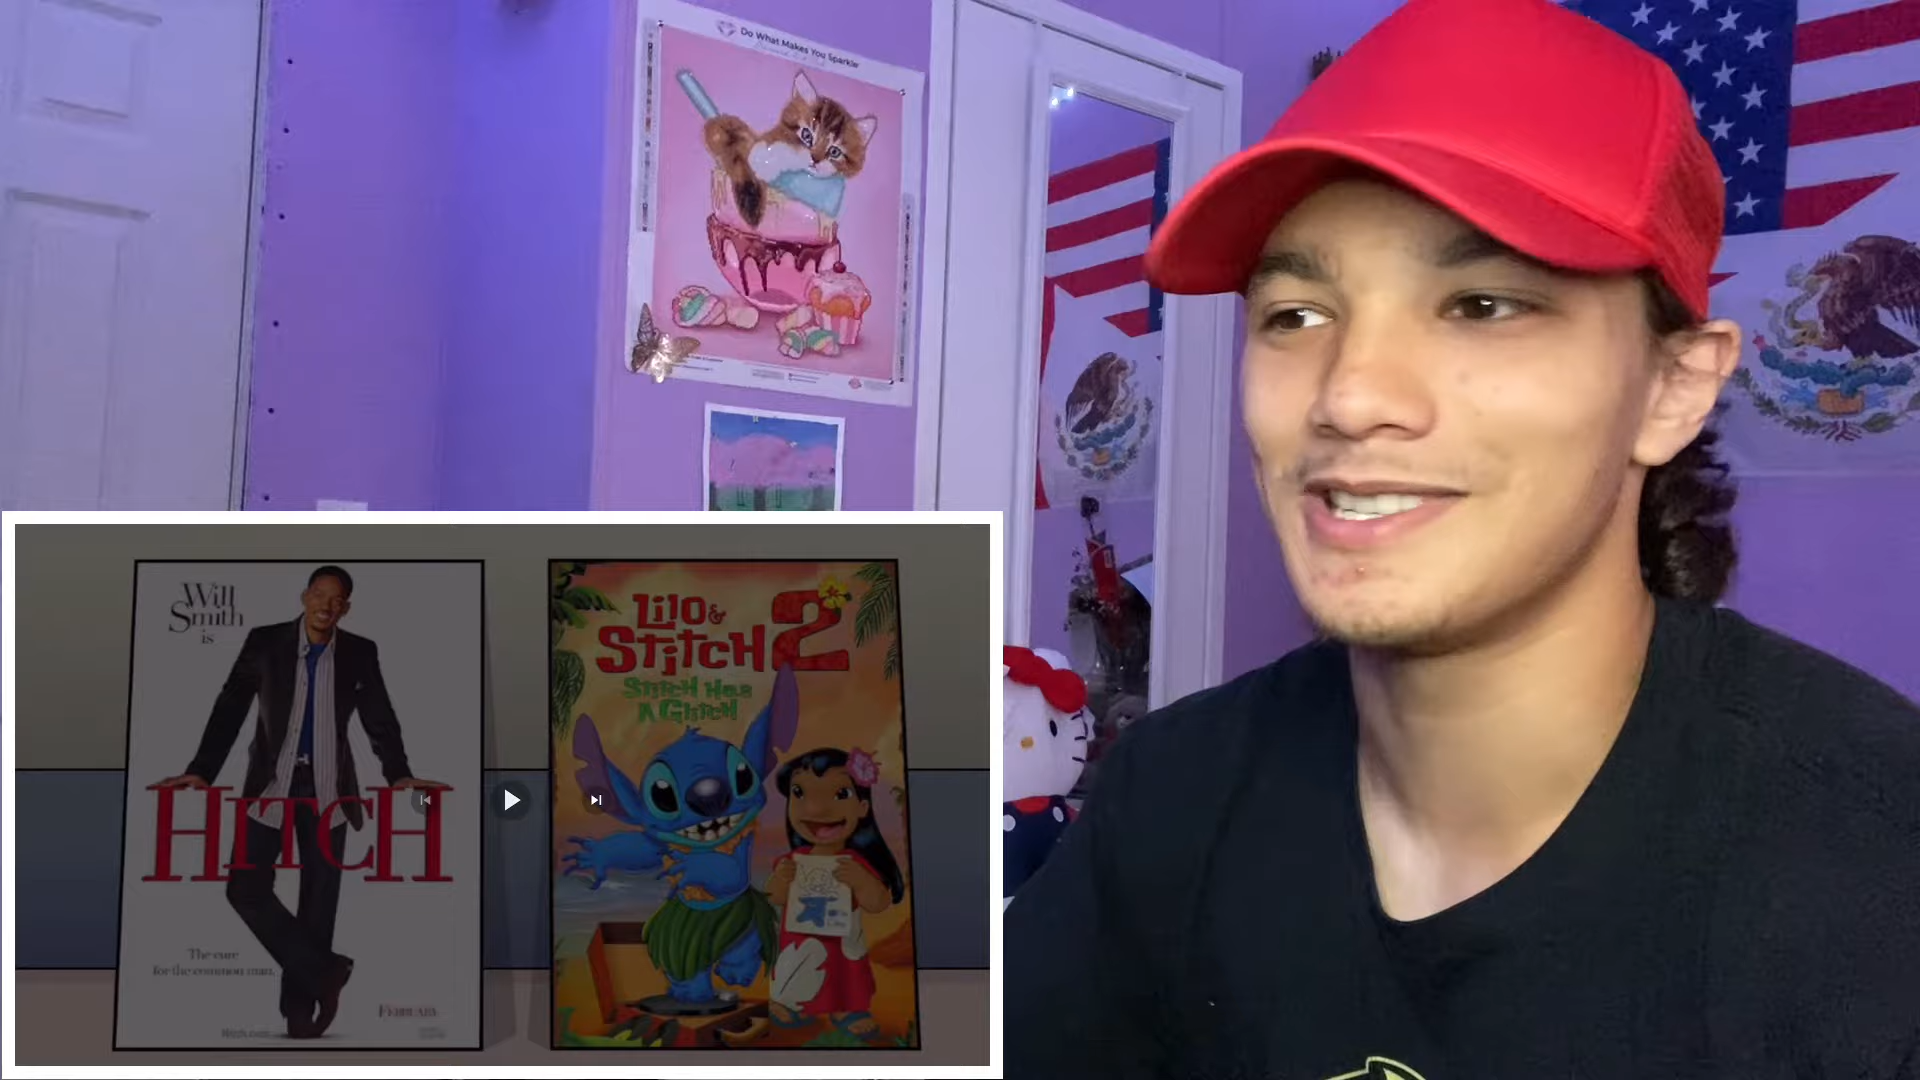 Do What Makes You Sparkle
Will
Smith
is
HITCH
The cure
for the common man.
FEBRUARY
Lilo &
Stitch 2
Stitch Has
A Glitch